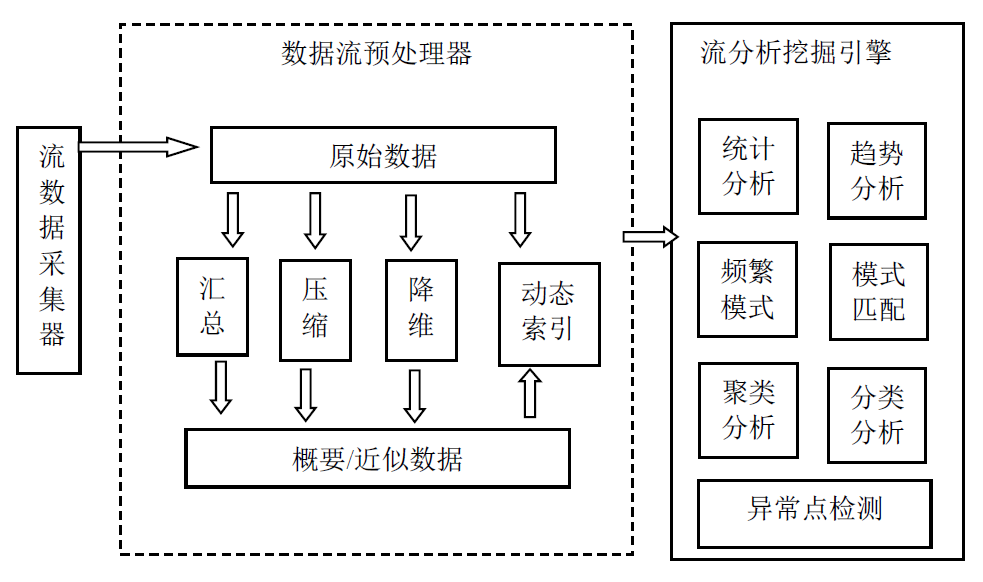 数据流预处理器
流分析挖掘引擎
流
数
据
采
集
器
原始数据
汇
总
压
缩
降
维
动态
索引
概要/近似数据
统计
分析
趋势
分析
频繁
模式
模式
匹配
聚类
分析
分类
分析
异常点检测